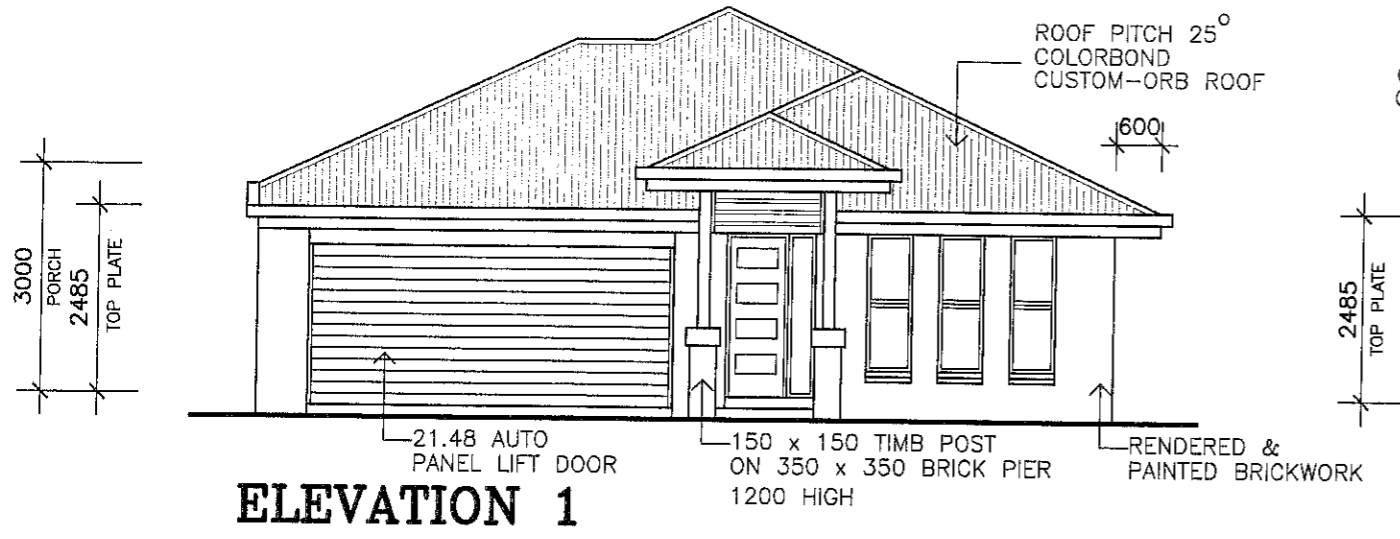 ROOF PITCH 25°
COLORBOND
CUSTOM-ORB ROOF
600
3000
PORCH
2485
TOP PLATE
2485
TOP PLATE
21.48 AUTO
PANEL LIFT DOOR
150 x 150 TIMB POST
ON 350 x 350 BRICK PIER
1200 HIGH
RENDERED &
PAINTED BRICKWORK
ELEVATION 1